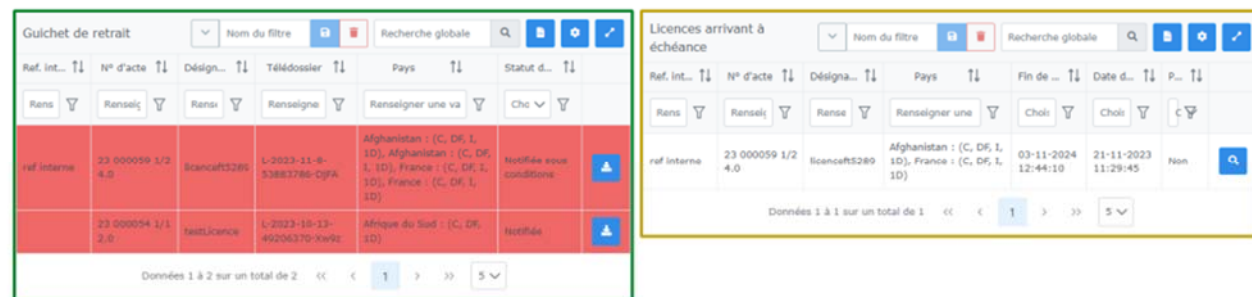 Guichet de retrait
Nom du filtre
Recherche globale
Ref. int...
N° d'acte
Désign...
Télédossier
Pays
Statut d...
Rens
Renseig
Rense
Renseigne
Renseigner une va
Cho
ref interne
23 000059 1/2
4.0
licenceft5289
L-2023-11-8-
53883786-DjFA
Afghanistan : (C, DF, I,
1D), Afghanistan : (C, DF,
I, 1D), France : (C, DF, I,
1D), France : (C, DF, I,
1D)
Notifiée sous
conditions
23 000054 1/1
2.0
testLicence
L-2023-10-13-
49206370-Xw9z
Afrique du Sud : (C, DF,
1D)
Notifiée
Données 1 à 2 sur un total de 2 << < 1 > >> 5
Licences arrivant à
échéance
Nom du filtre
Recherche globale
Ref. int...
N° d'acte
Désigna...
Pays
Fin de ...
Date d...
P...
Rens
Renseig
Rense
Renseigner une
Chois
Choi
C
ref interne
23 000059 1/2
4.0
licenceft5289
Afghanistan : (C, DF, I,
1D), France : (C, DF, I,
1D)
03-11-2024
12:44:10
21-11-2023
11:29:45
Non
Données 1 à 1 sur un total de 1 << < 1 > >> 5